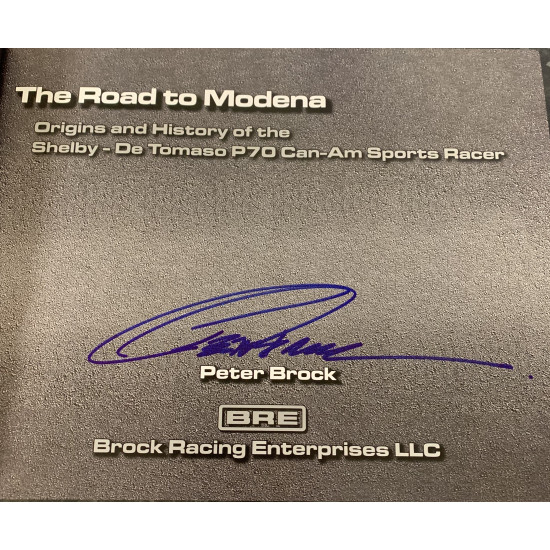 The Road to Modena
Origins and History of the
Shelby - De Tomaso P70 Can-Am Sports Racer
Peter Brock
BRE
Brock Racing Enterprises LLC